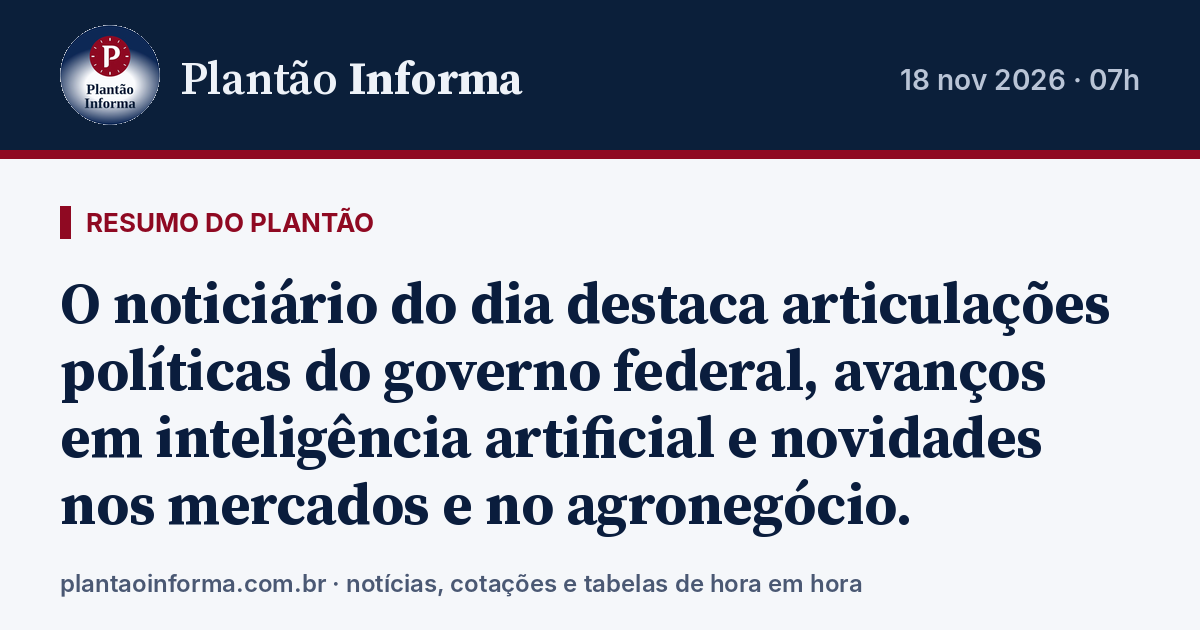 P
Plantão
Informa
Plantão Informa
18 nov 2026 · 07h
RESUMO DO PLANTÃO
O noticiário do dia destaca articulações
políticas do governo federal, avanços
em inteligência artificial e novidades
nos mercados e no agronegócio.
plantaoinforma.com.br · notícias, cotações e tabelas de hora em hora